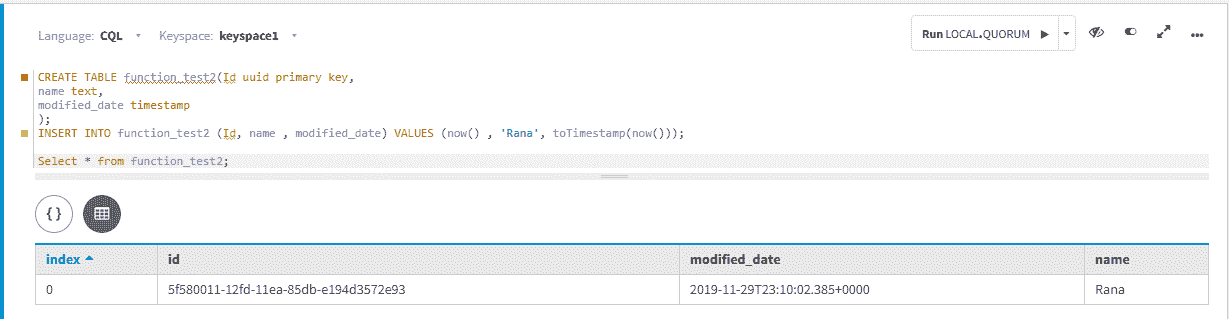 Language: CQL Keyspace: keyspace1 Run LOCAL.QUORUM
CREATE TABLE function_test2(Id uuid primary key,
name text,
modified_date timestamp
);
INSERT INTO function_test2 (Id, name , modified_date) VALUES (now() , 'Rana', toTimestamp(now()));
Select * from function_test2;
{}
index id modified_date name
0 5f580011-12fd-11ea-85db-e194d3572e93 2019-11-29T23:10:02.385+0000 Rana